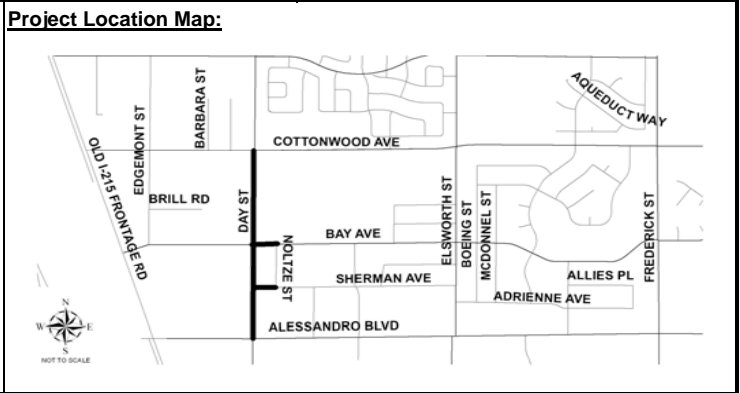 Project Location Map:
AQUEDUCT WAY
BARBARA ST
EDGEMONT ST
COTTONWOOD AVE
OLD I-215 FRONTAGE RD
BRILL RD
DAY ST
ELSWORTH ST
BOEING ST
MCDONNEL ST
FREDERICK ST
BAY AVE
NOLTZE ST
SHERMAN AVE
ALLIES PL
ADRIENNE AVE
ALESSANDRO BLVD
N
W E
S
NOT TO SCALE